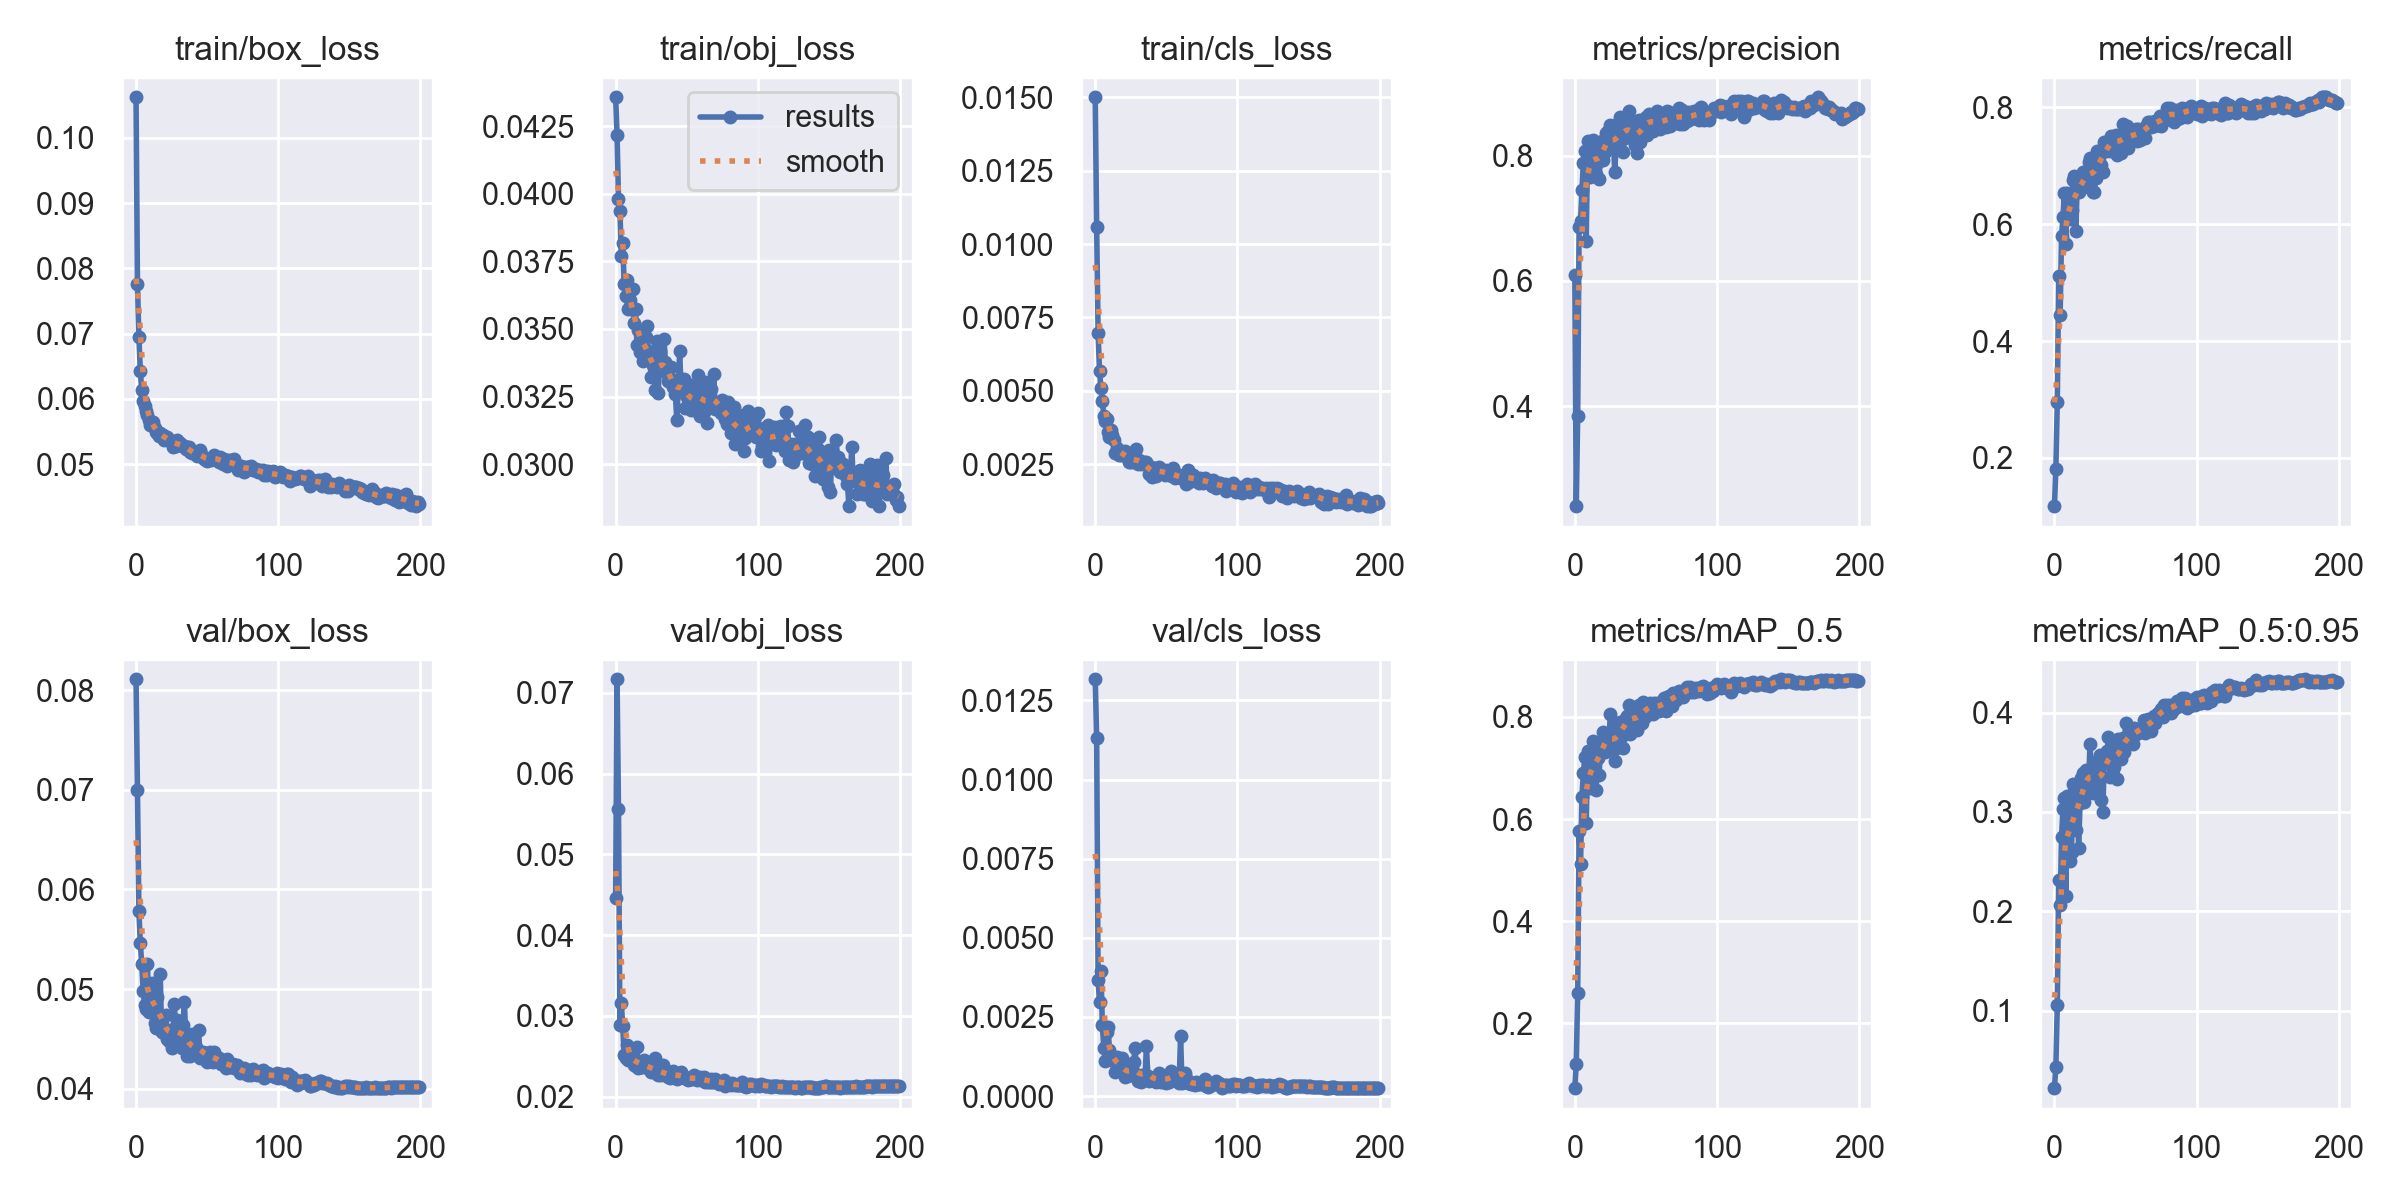 train/box_loss
0.10
0.09
0.08
0.07
0.06
0.05
0 100 200
train/obj_loss
results
smooth
0.0425
0.0400
0.0375
0.0350
0.0325
0.0300
0 100 200
train/cls_loss
0.0150
0.0125
0.0100
0.0075
0.0050
0.0025
0 100 200
metrics/precision
0.8
0.6
0.4
0 100 200
metrics/recall
0.8
0.6
0.4
0.2
0 100 200
val/box_loss
0.08
0.07
0.06
0.05
0.04
0 100 200
val/obj_loss
0.07
0.06
0.05
0.04
0.03
0.02
0 100 200
val/cls_loss
0.0125
0.0100
0.0075
0.0050
0.0025
0.0000
0 100 200
metrics/mAP_0.5
0.8
0.6
0.4
0.2
0 100 200
metrics/mAP_0.5:0.95
0.4
0.3
0.2
0.1
0 100 200